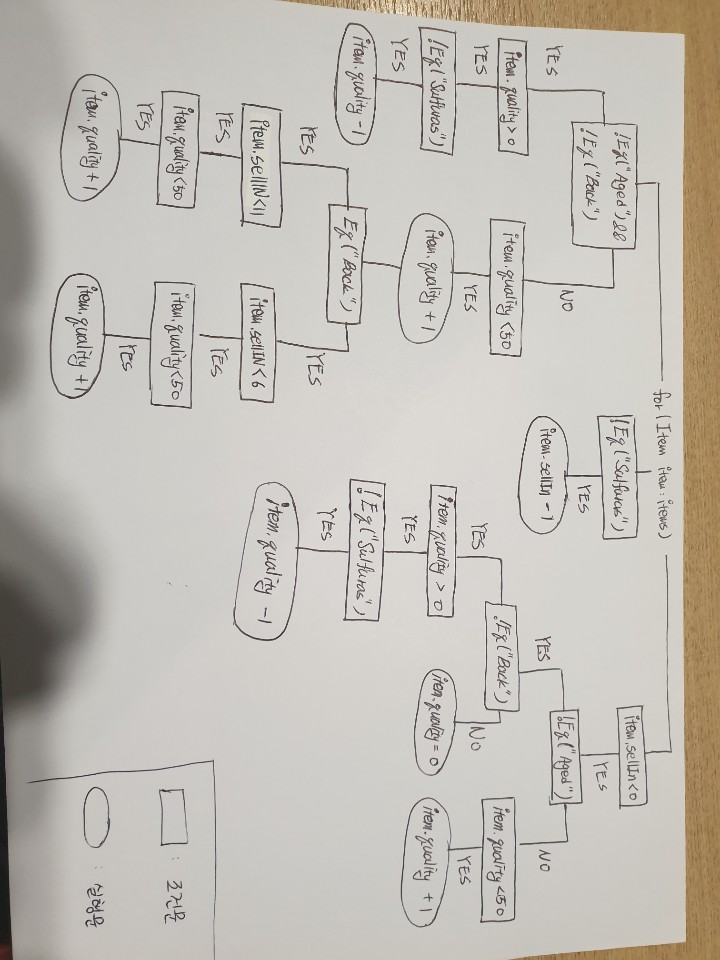 for ( Item item : items)
!Eq("Aged") &&
!Eq("Back")
YES
item.quality > 0
YES
!Eq("Sulfuras")
YES
item.quality -1
NO
item.quality <50
YES
item.quality +1
Eq("Back")
YES
item.sellIN<11
YES
item.quality<50
YES
item.quality +1
YES
item.sellIN<6
YES
item.quality<50
YES
item.quality+1
!Eq("Sulfuras")
YES
item.sellIn -1
item.sellIn<0
YES
!Eq("Aged")
YES
!Eq("Back")
YES
item.quality > 0
YES
!Eq("Sulfuras")
YES
item.quality -1
NO
item.quality = 0
NO
item.quality <50
YES
item.quality +1
: 조건문
: 실행문